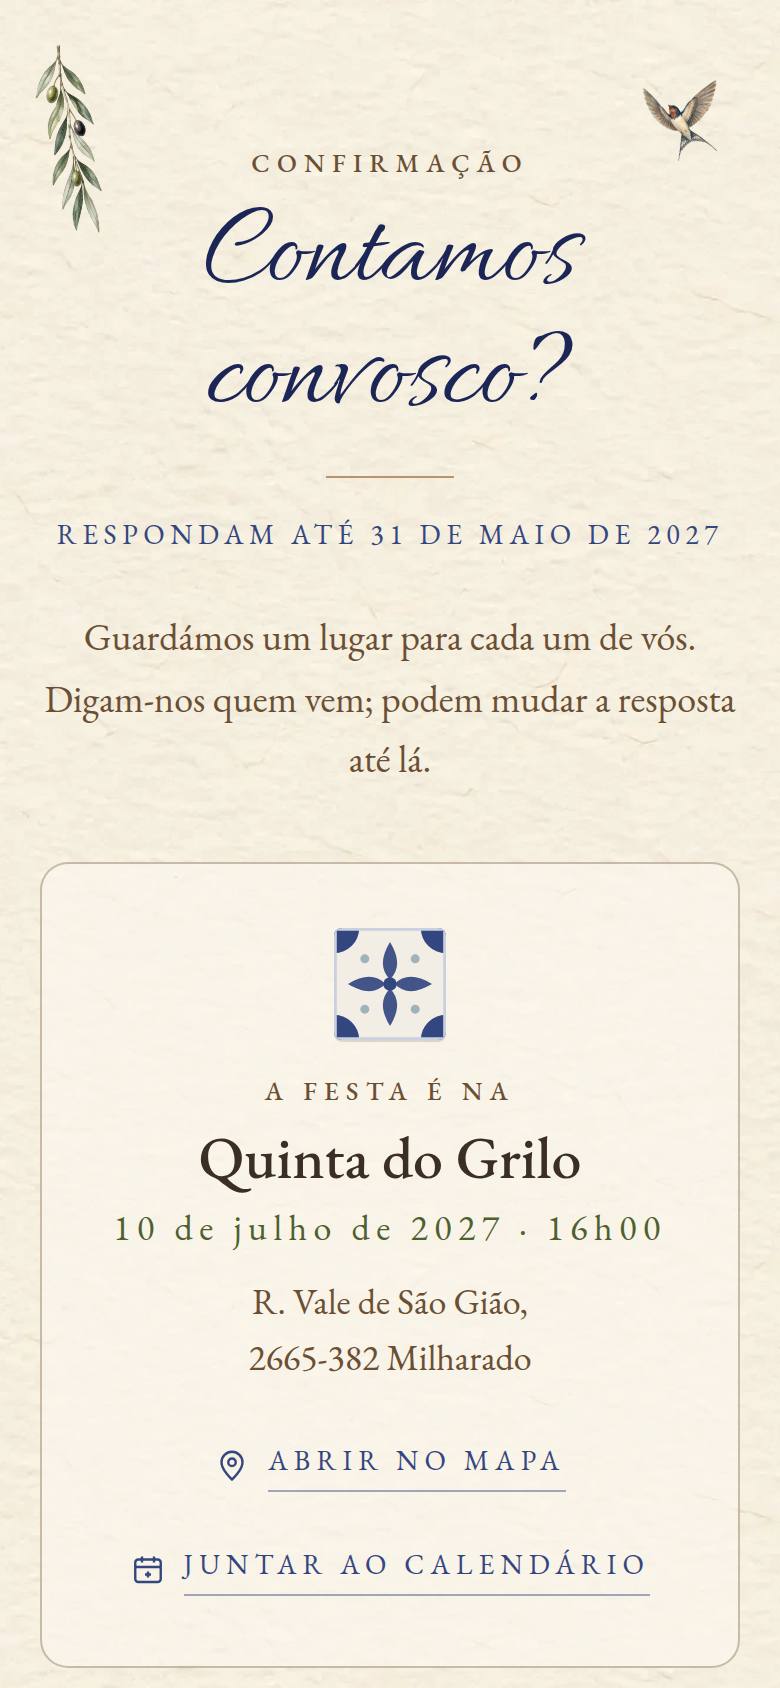 CONFIRMAÇÃO
Contamos
convosco?
RESPONDAM ATÉ 31 DE MAIO DE 2027
Guardámos um lugar para cada um de vós.
Digam-nos quem vem; podem mudar a resposta
até lá.
A FESTA É NA
Quinta do Grilo
10 de julho de 2027 · 16h00
R. Vale de São Gião,
2665-382 Milharado
ABRIR NO MAPA
JUNTAR AO CALENDÁRIO